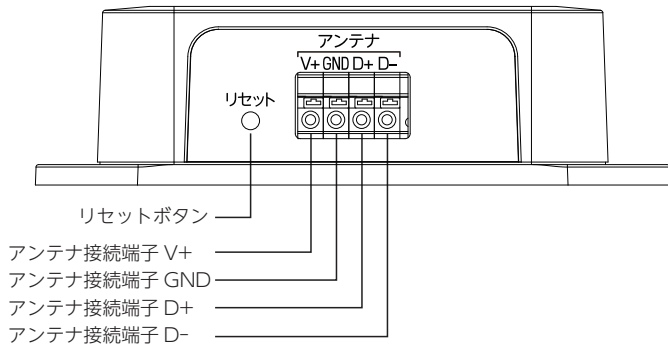 アンテナ
V+ GND D+ D-
リセット
リセットボタン
アンテナ接続端子 V+
アンテナ接続端子 GND
アンテナ接続端子 D+
アンテナ接続端子 D-